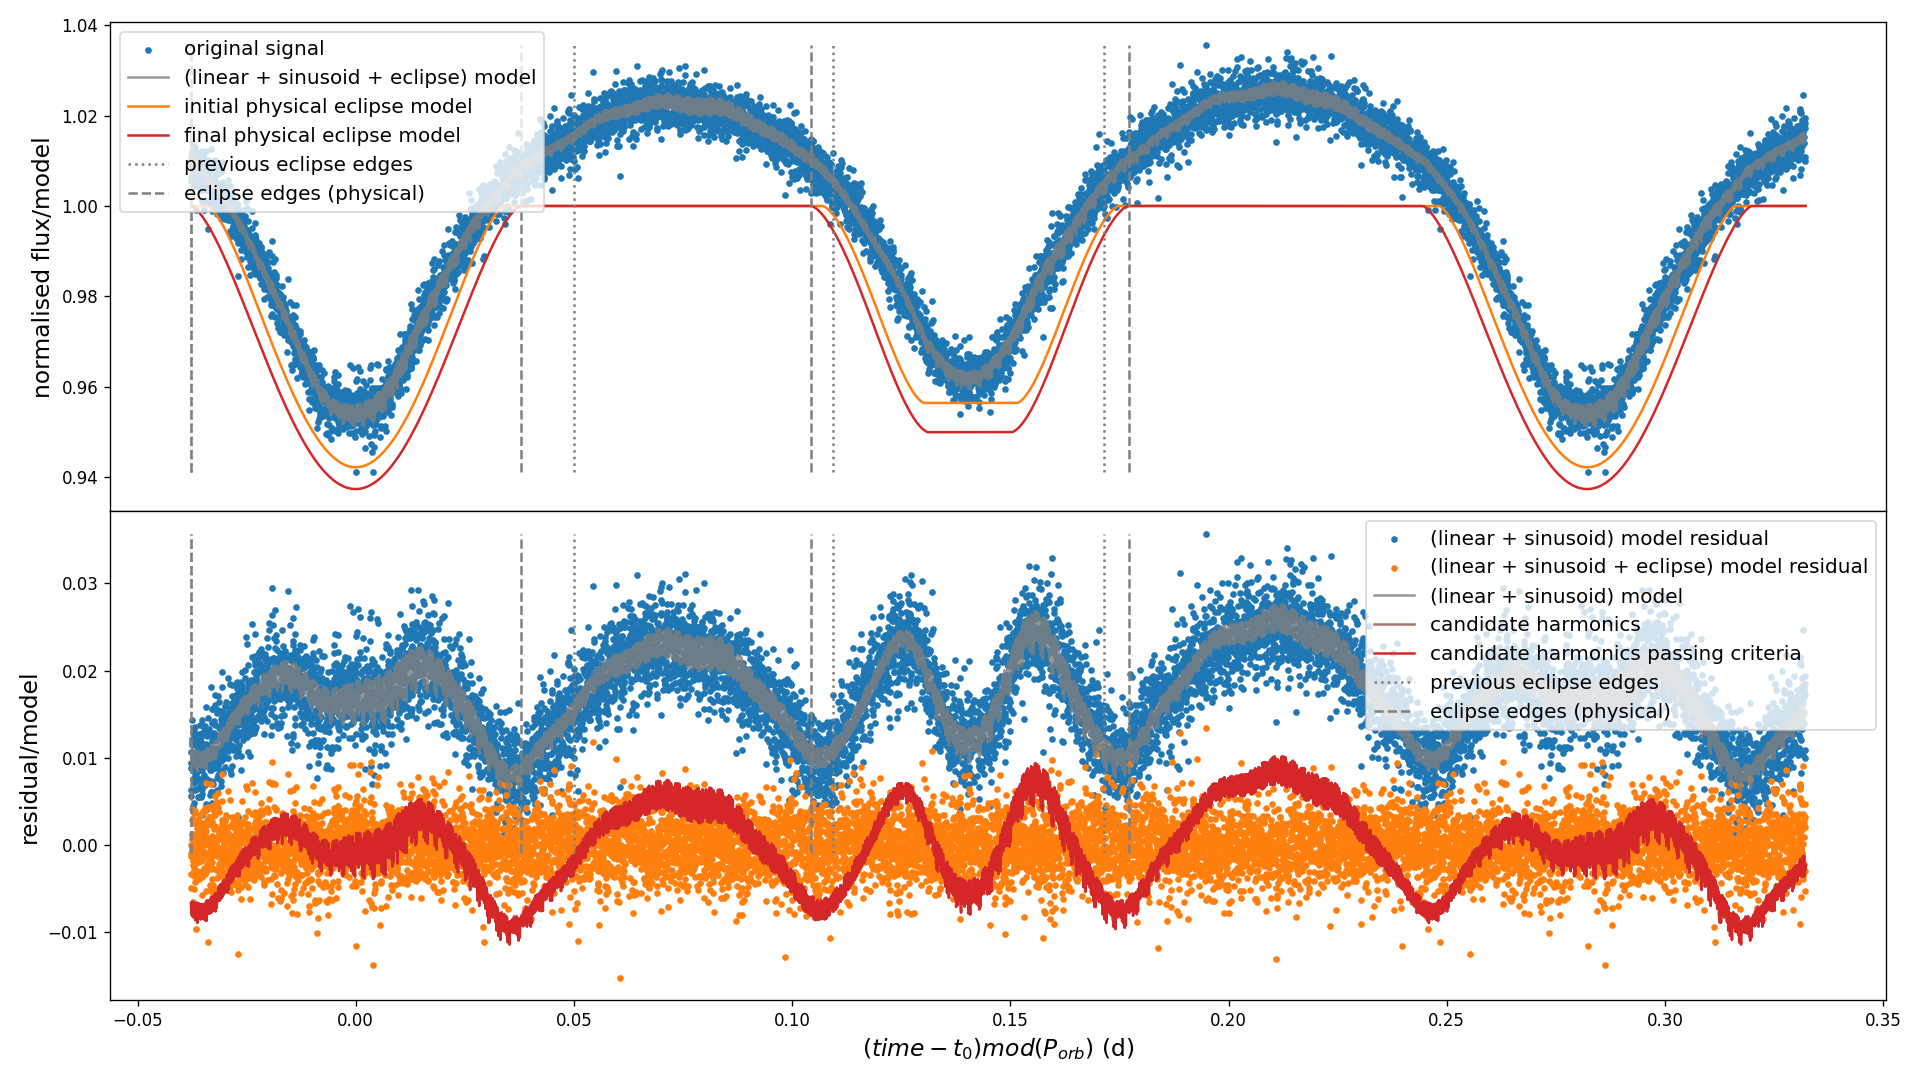 1.04
1.02
1.00
0.98
0.96
0.94
normalised flux/model
original signal
(linear + sinusoid + eclipse) model
initial physical eclipse model
final physical eclipse model
previous eclipse edges
eclipse edges (physical)
0.03
0.02
0.01
0.00
−0.01
residual/model
(linear + sinusoid) model residual
(linear + sinusoid + eclipse) model residual
(linear + sinusoid) model
candidate harmonics
candidate harmonics passing criteria
previous eclipse edges
eclipse edges (physical)
−0.05 0.00 0.05 0.10 0.15 0.20 0.25 0.30 0.35
(time − t₀)mod(Pₒᵣb) (d)